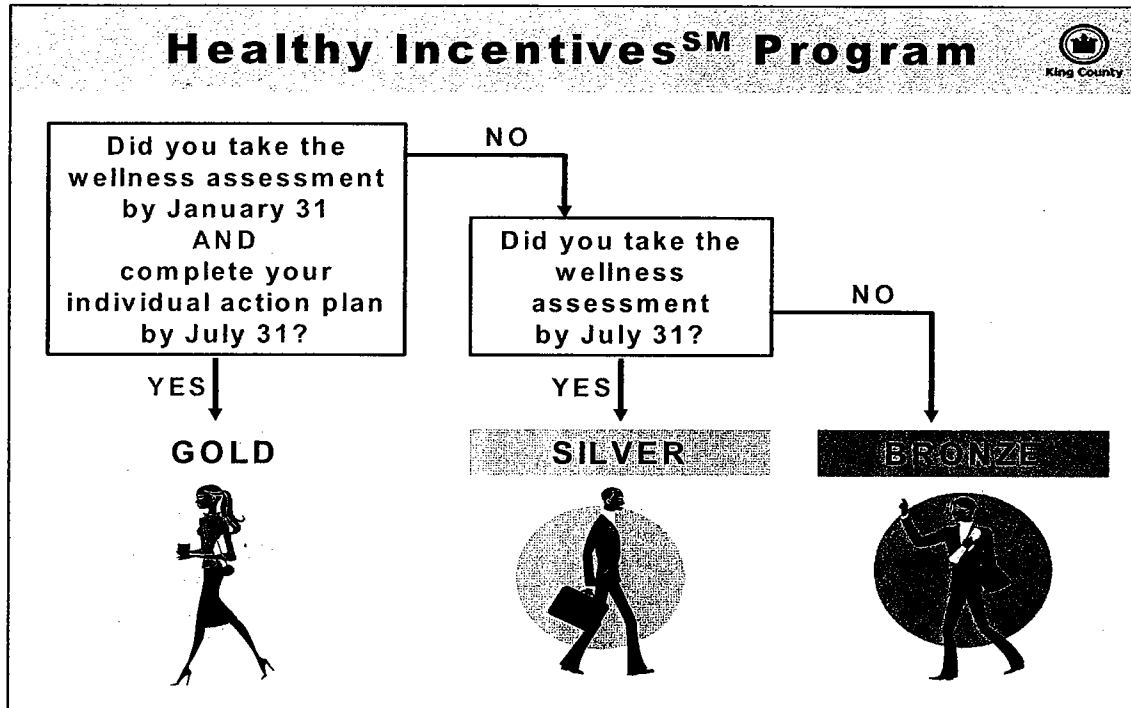 Healthy Incentives℠ Program
King County
Did you take the
wellness assessment
by January 31
AND
complete your
individual action plan
by July 31?
NO
Did you take the
wellness
assessment
by July 31?
NO
YES
YES
GOLD
SILVER
BRONZE